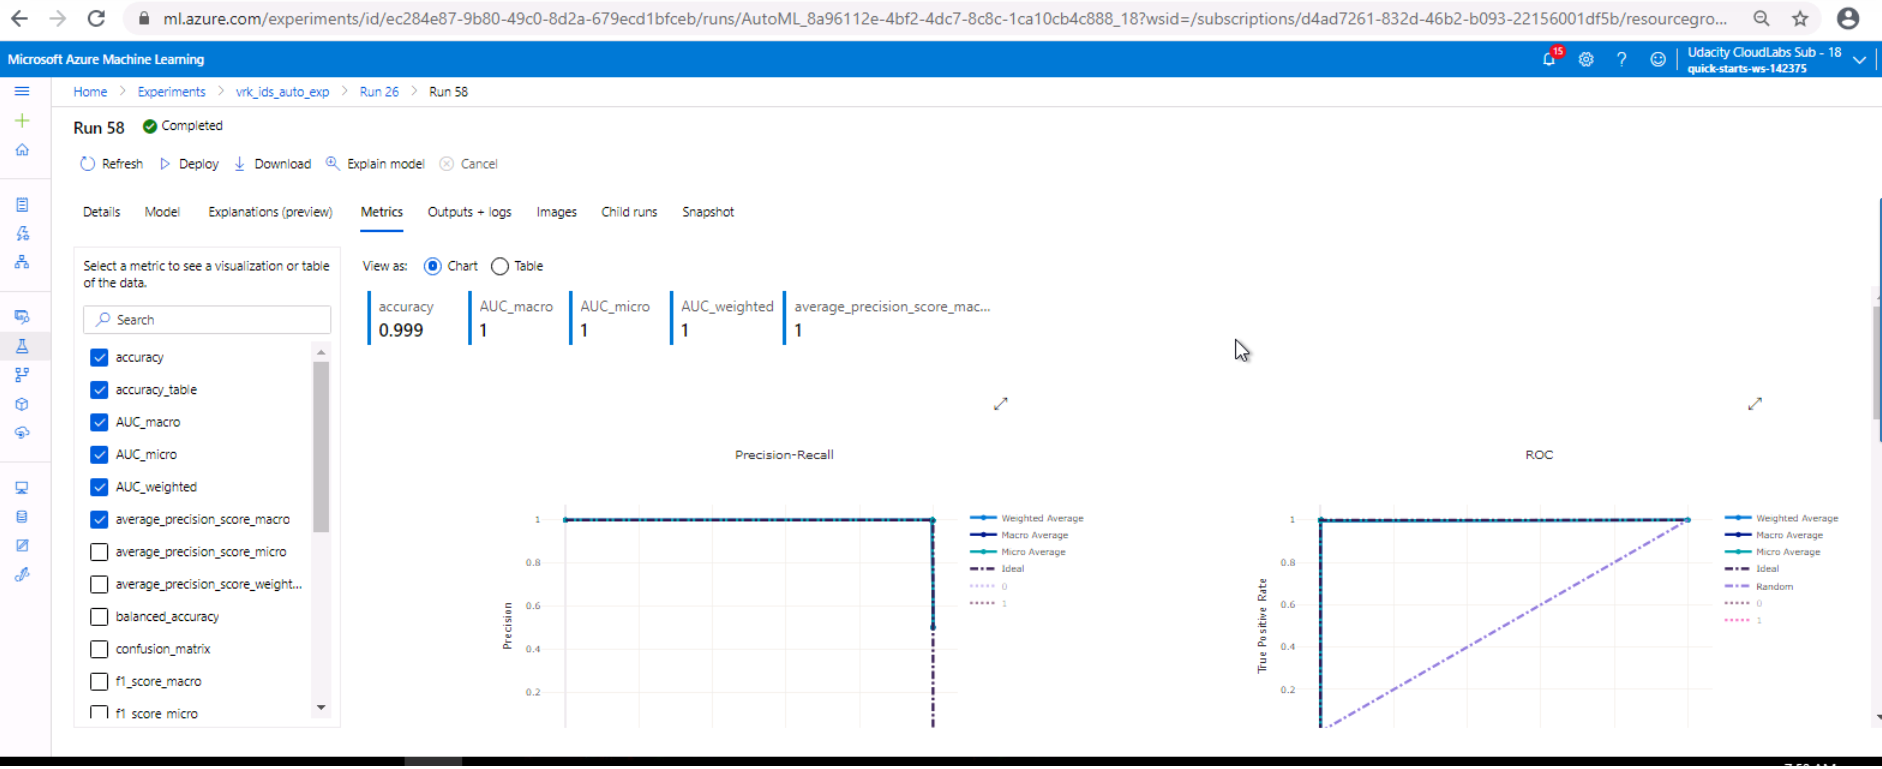 ml.azure.com/experiments/id/ec284e87-9b80-49c0-8d2a-679ecd1bfceb/runs/AutoML_8a96112e-4bf2-4dc7-8c8c-1ca10cb4c888_18?wsid=/subscriptions/d4ad7261-832d-46b2-b093-22156001df5b/resourcegro...
Microsoft Azure Machine Learning
15
?
Udacity CloudLabs Sub - 18
quick-starts-ws-142375
Home > Experiments > vrk_ids_auto_exp > Run 26 > Run 58
Run 58 Completed
Refresh Deploy Download Explain model Cancel
Details Model Explanations (preview) Metrics Outputs + logs Images Child runs Snapshot
Select a metric to see a visualization or table
of the data.
Search
accuracy
accuracy_table
AUC_macro
AUC_micro
AUC_weighted
average_precision_score_macro
average_precision_score_micro
average_precision_score_weight...
balanced_accuracy
confusion_matrix
f1_score_macro
f1_score_micro
View as: Chart Table
accuracy
0.999
AUC_macro
1
AUC_micro
1
AUC_weighted
1
average_precision_score_mac...
1
Precision-Recall
1
0.8
0.6
0.4
0.2
Precision
Weighted Average
Macro Average
Micro Average
Ideal
0
1
ROC
1
0.8
0.6
0.4
0.2
True Positive Rate
Weighted Average
Macro Average
Micro Average
Ideal
Random
0
1